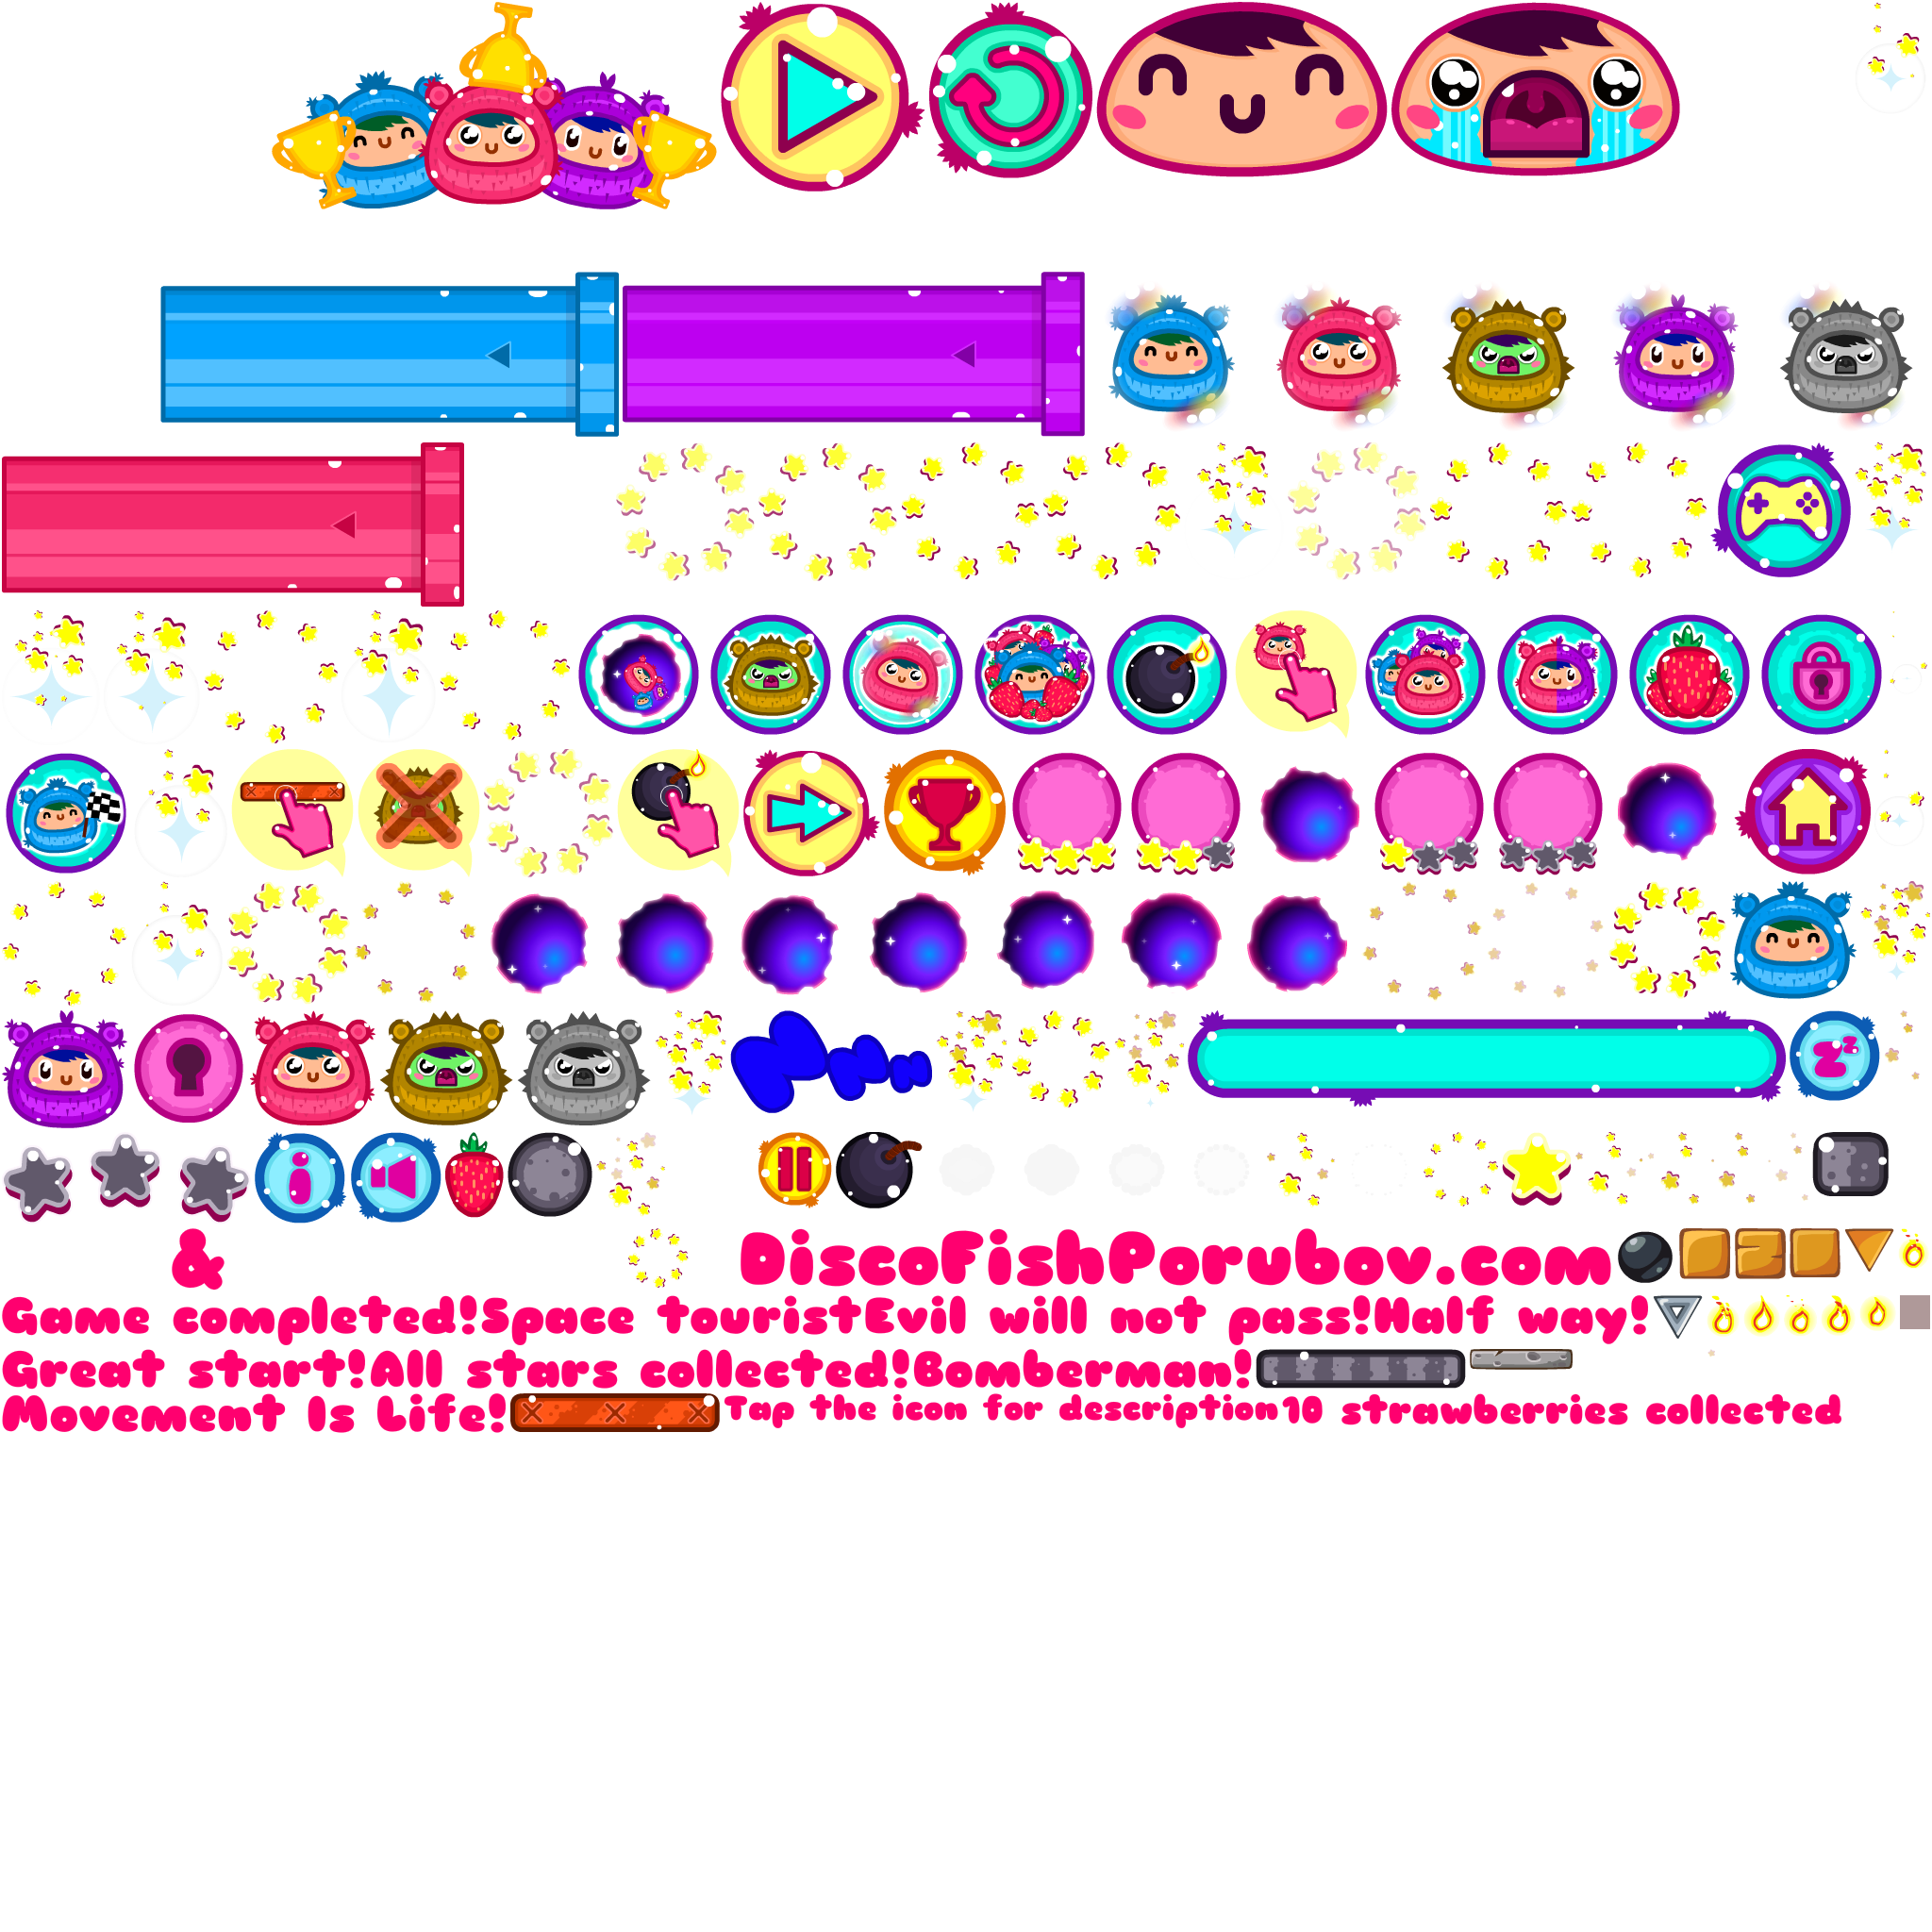 &
DiscoFishPorubov.com
Game completed!Space touristEvil will not pass!Half way!
Great start!All stars collected!Bomberman!
Movement Is Life!
Tap the icon for description10 strawberries collected